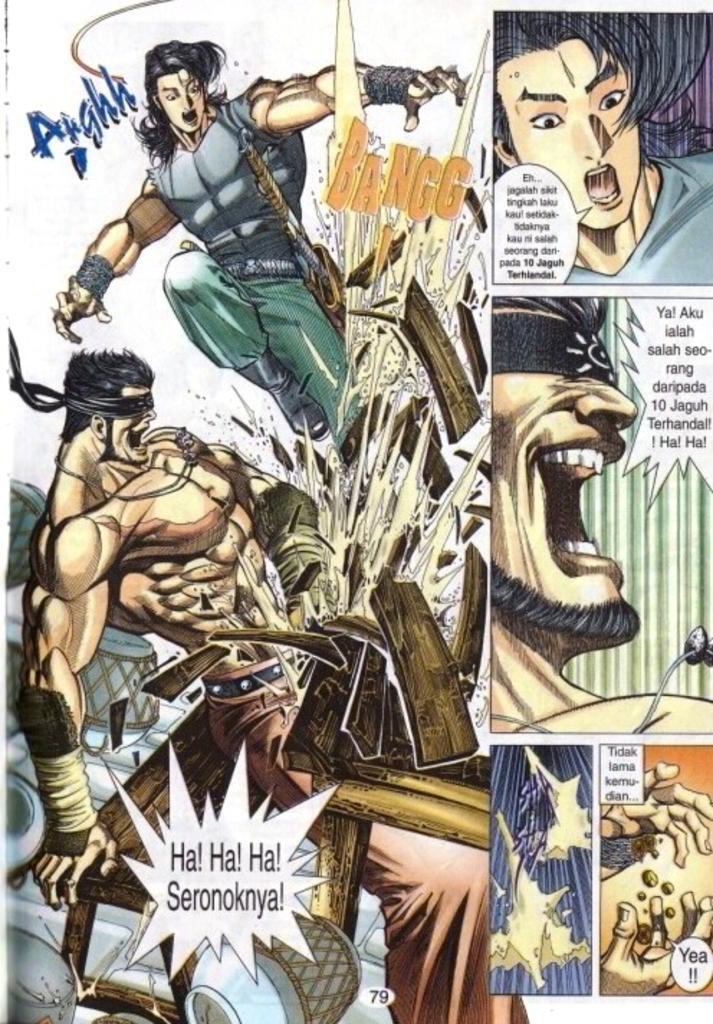 Arghh
BANGG
!
Eh...
jagalah sikit
tingkah laku
kau! setidak-
tidaknya
kau ni salah
seorang dari-
pada 10 Jaguh
Terhandal.
Ya! Aku
ialah
salah seo-
rang
daripada
10 Jaguh
Terhandal!
! Ha! Ha!
Ha! Ha! Ha!
Seronoknya!
Tidak
lama
kemu-
dian...
Yea
!!
79